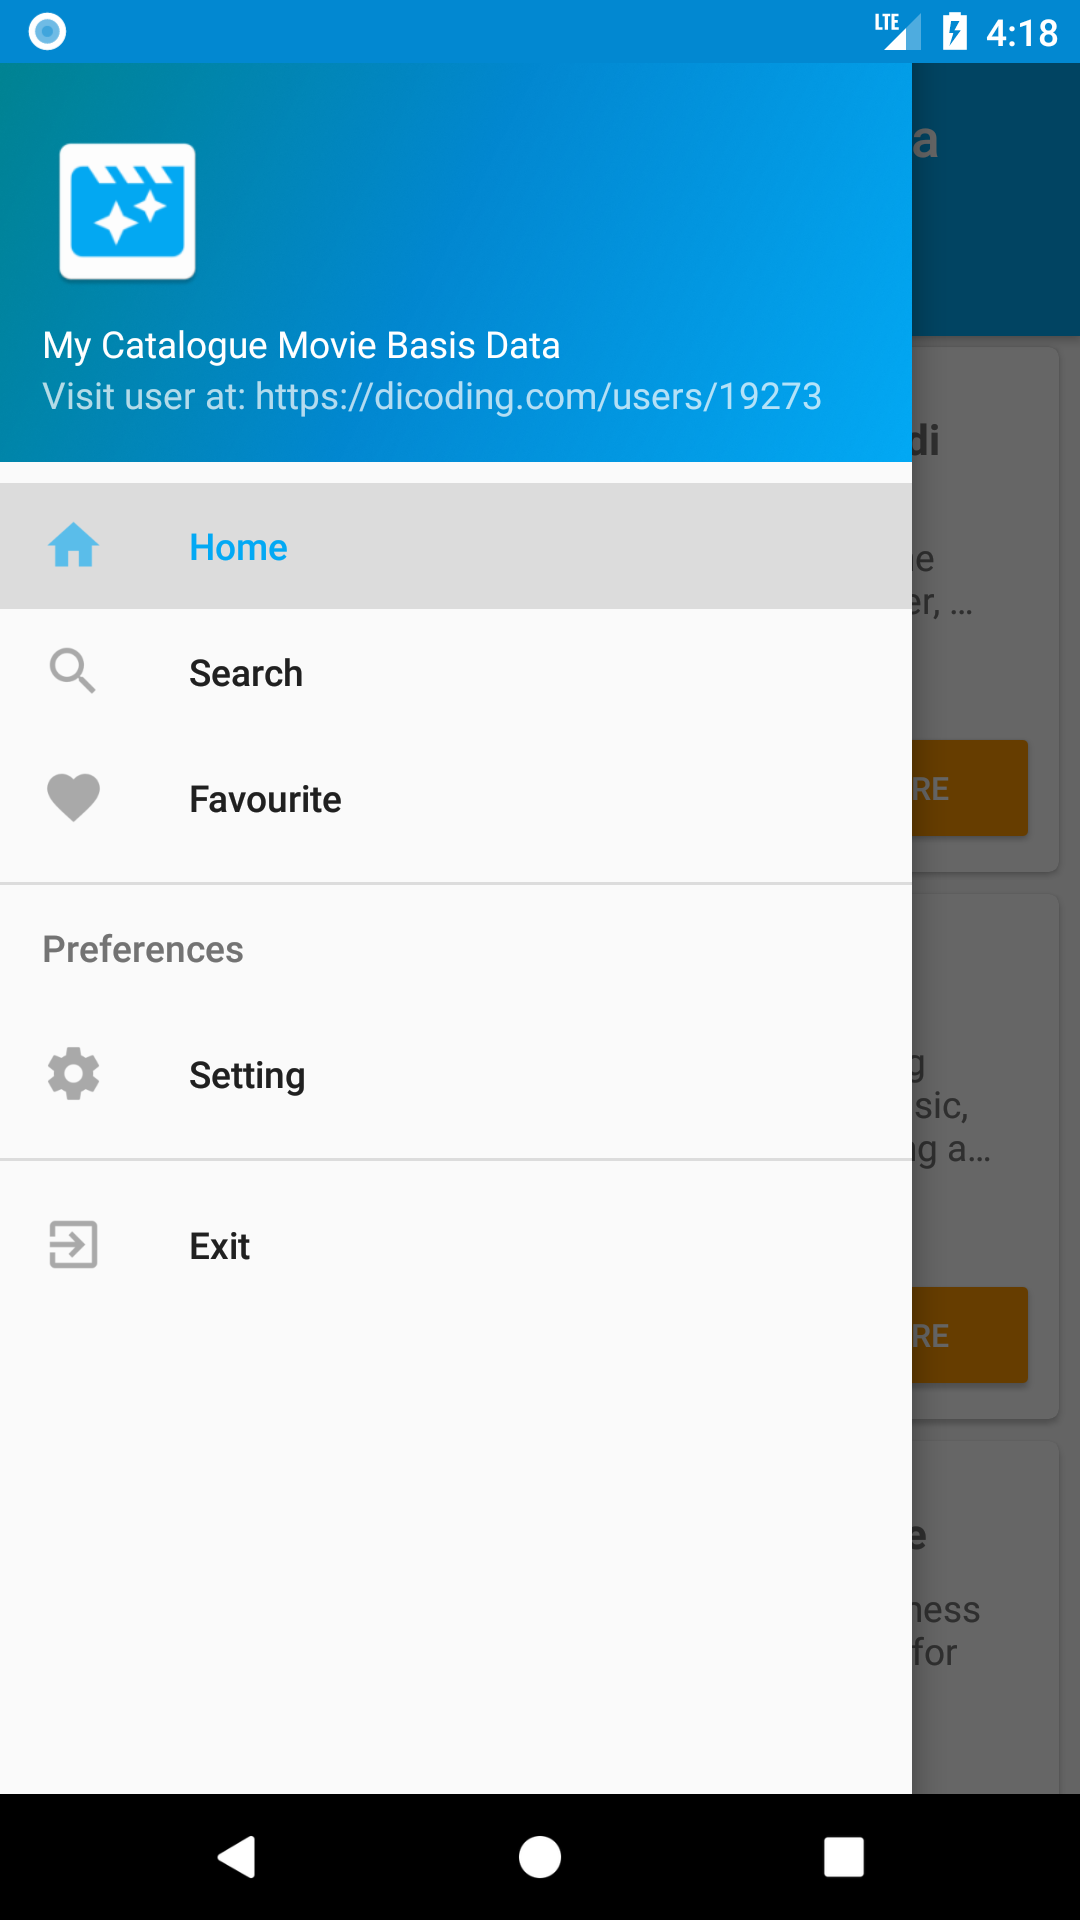 LTE 4:18
a
My Catalogue Movie Basis Data
Visit user at: https://dicoding.com/users/19273
di
Home
e
er, ...
Search
RE
Favourite
Preferences
g
sic,
ng a...
Setting
Exit
RE
e
ness
for